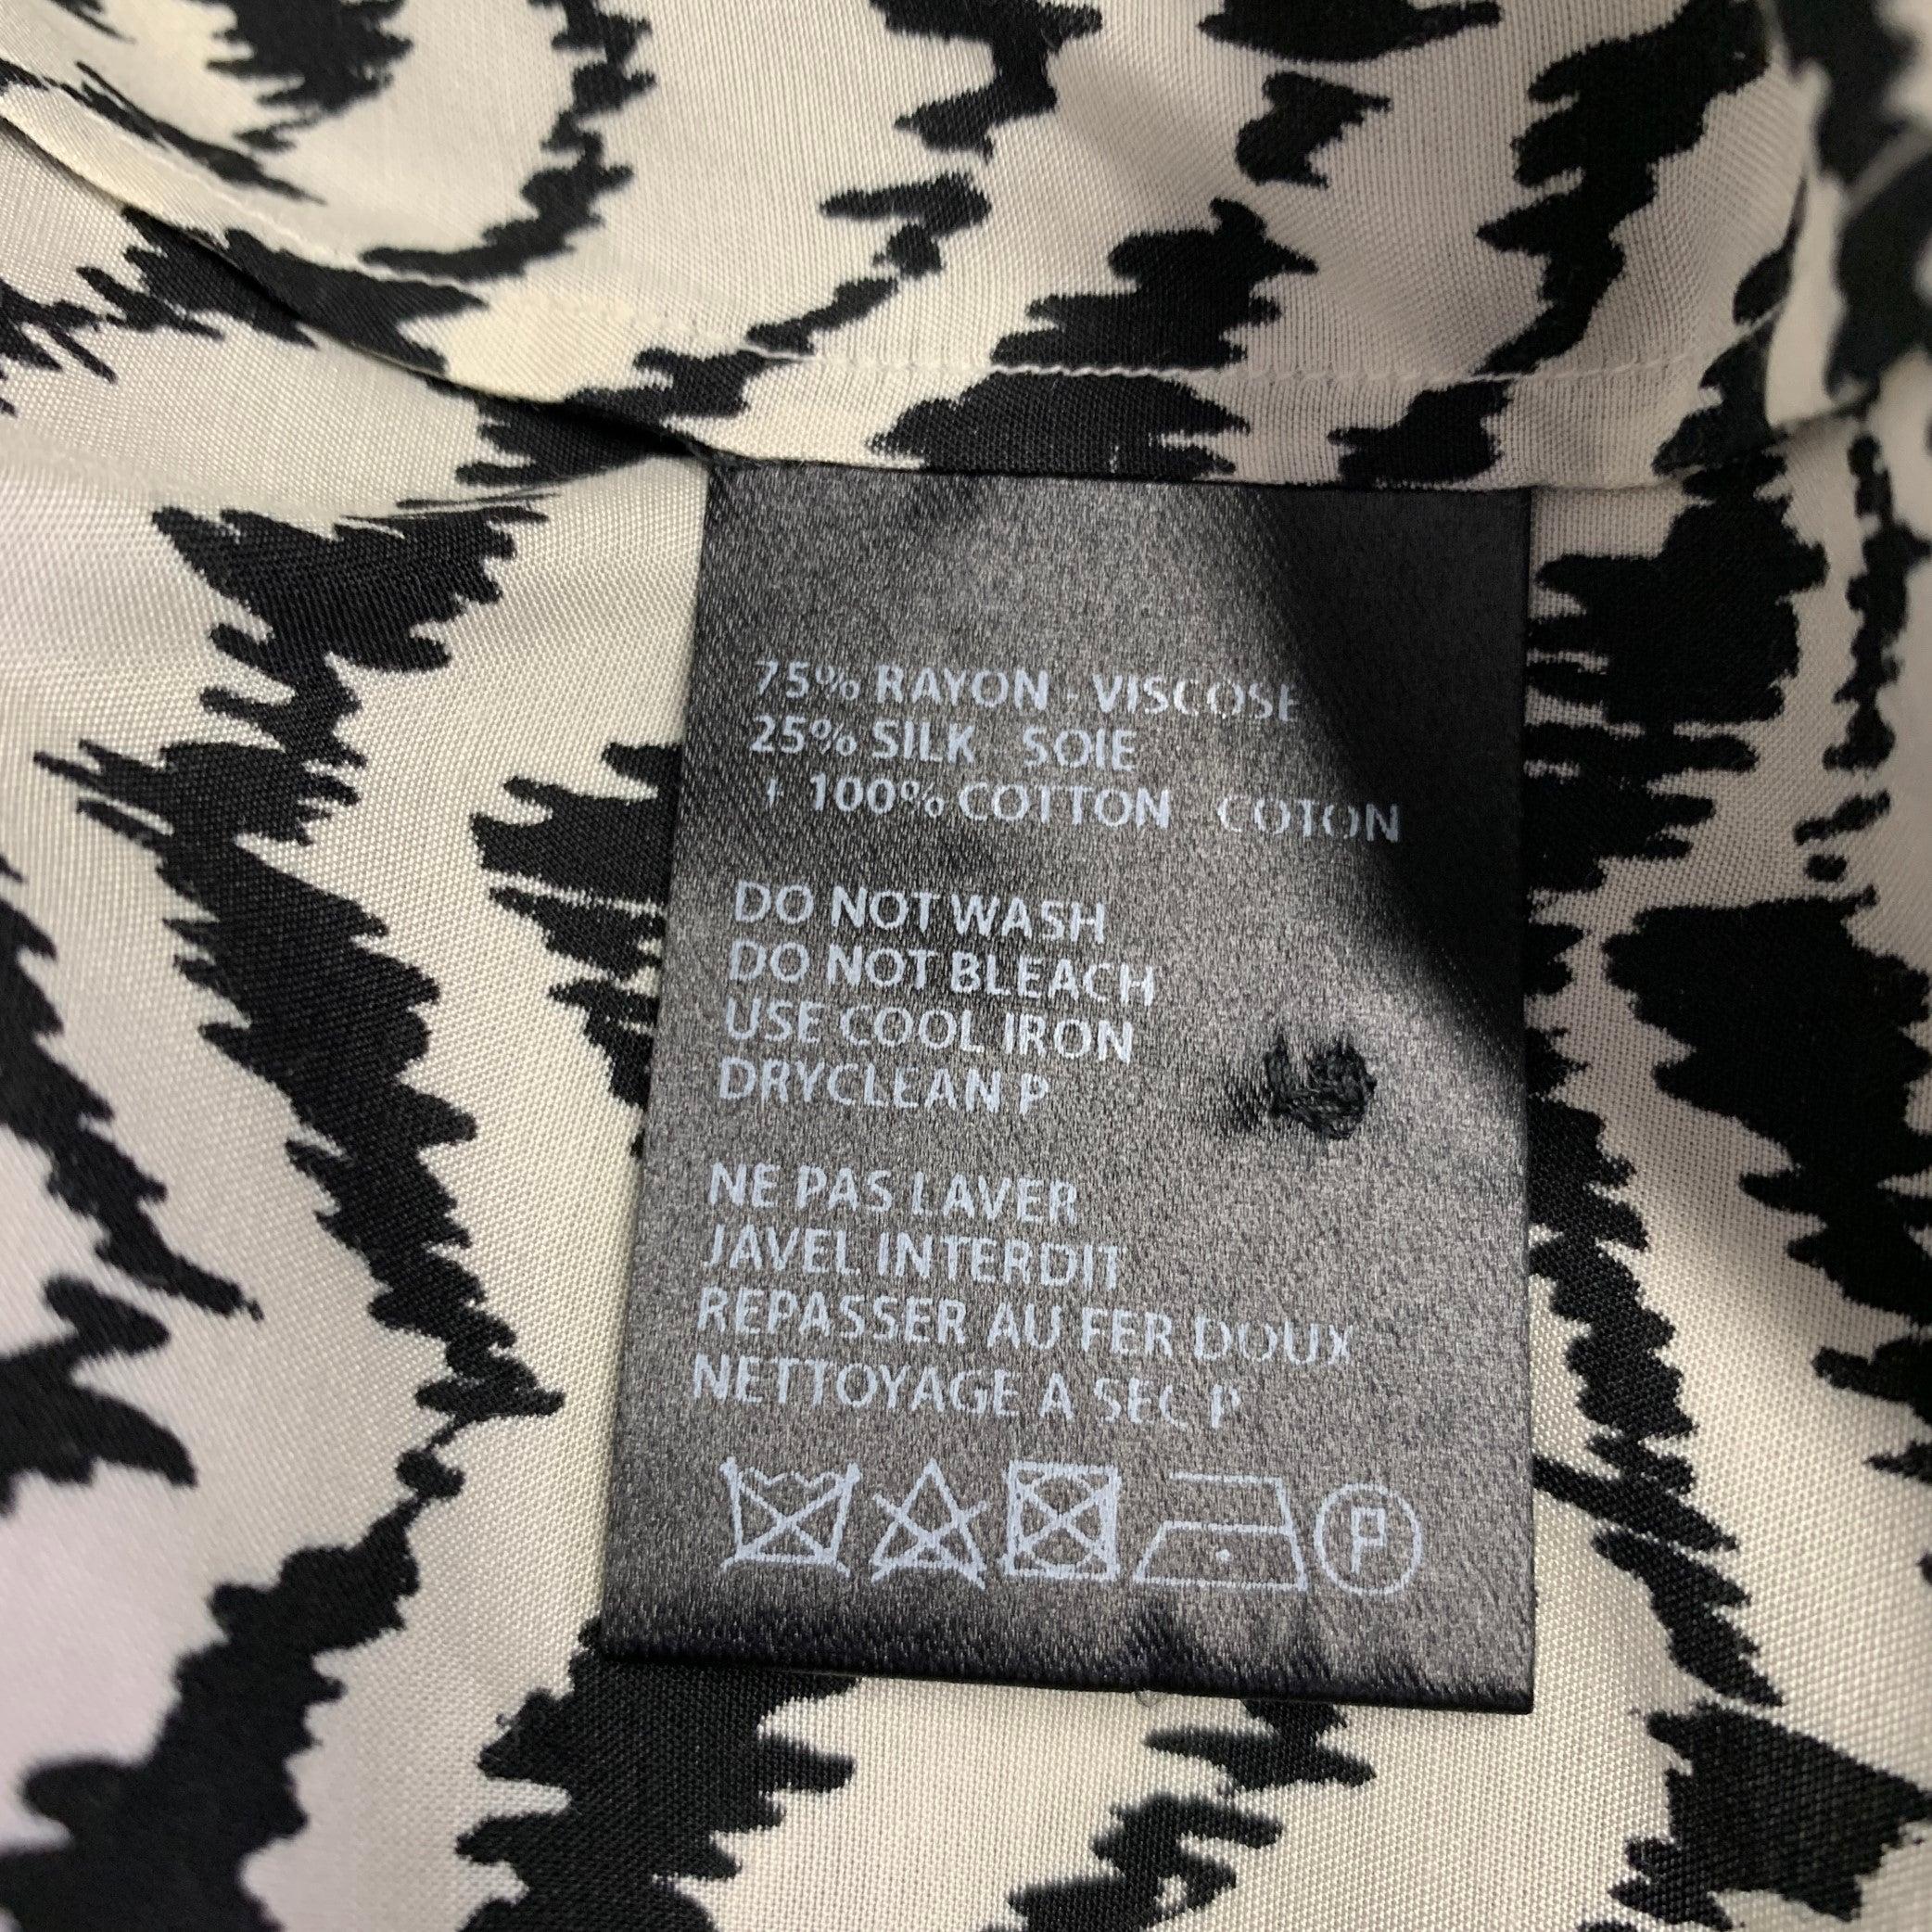 75% RAYON - VISCOSE
25% SILK - SOIE
+ 100% COTTON - COTON
DO NOT WASH
DO NOT BLEACH
USE COOL IRON
DRYCLEAN P
NE PAS LAVER
JAVEL INTERDIT
REPASSER AU FER DOUX
NETTOYAGE A SEC P
P